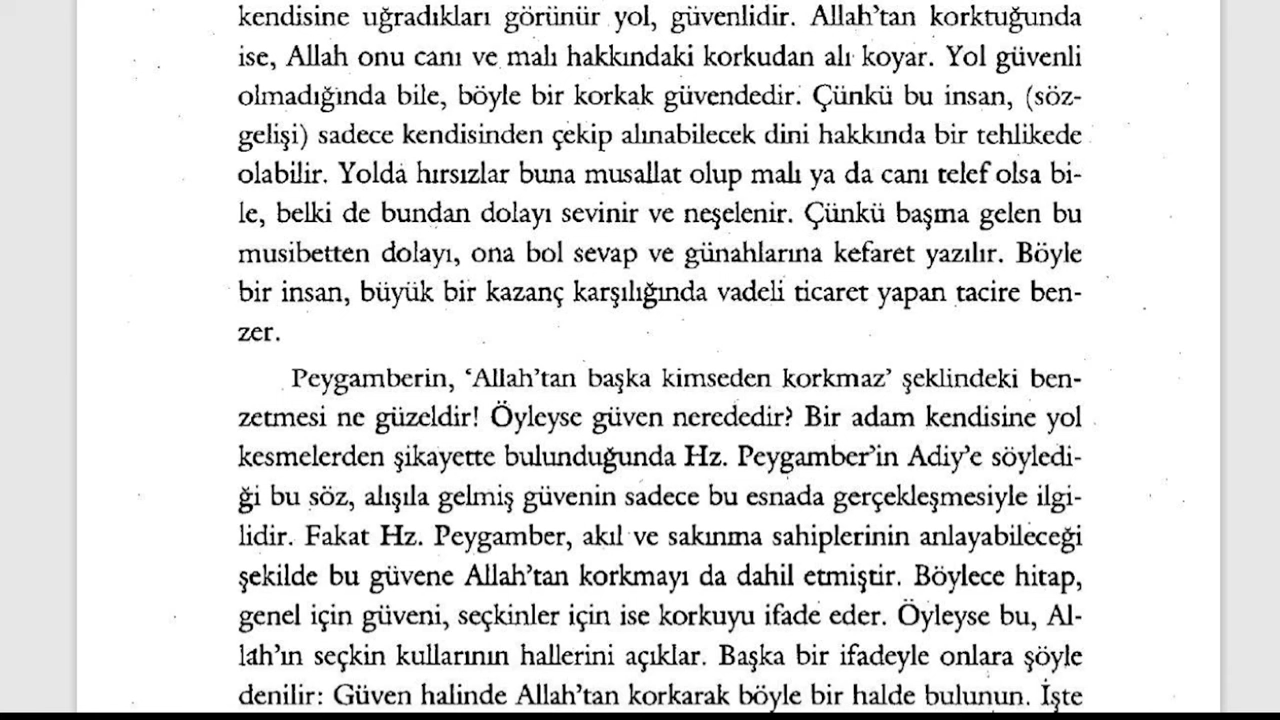 kendisine uğradıkları görünür yol, güvenlidir. Allah'tan korktuğunda
ise, Allah onu canı ve malı hakkındaki korkudan alı koyar. Yol güvenli
olmadığında bile, böyle bir korkak güvendedir. Çünkü bu insan, (söz-
gelişi) sadece kendisinden çekip alınabilecek dini hakkında bir tehlikede
olabilir. Yolda hırsızlar buna musallat olup malı ya da canı telef olsa bi-
le, belki de bundan dolayı sevinir ve neşelenir. Çünkü başma gelen bu
musibetten dolayı, ona bol sevap ve günahlarına kefaret yazılır. Böyle
bir insan, büyük bir kazanç karşılığında vadeli ticaret yapan tacire ben-
zer.
Peygamberin, 'Allah'tan başka kimseden korkmaz' şeklindeki ben-
zetmesi ne güzeldir! Öyleyse güven nerededir? Bir adam kendisine yol
kesmelerden şikayette bulunduğunda Hz. Peygamber'in Adiy'e söyledi-
ği bu söz, alışıla gelmiş güvenin sadece bu esnada gerçekleşmesiyle ilgi-
lidir. Fakat Hz. Peygamber, akıl ve sakınma sahiplerinin anlayabileceği
şekilde bu güvene Allah'tan korkmayı da dahil etmiştir. Böylece hitap,
genel için güveni, seçkinler için ise korkuyu ifade eder. Öyleyse bu, Al-
lah'ın seçkin kullarının hallerini açıklar. Başka bir ifadeyle onlara şöyle
denilir: Güven halinde Allah'tan korkarak böyle bir halde bulunun. İşte